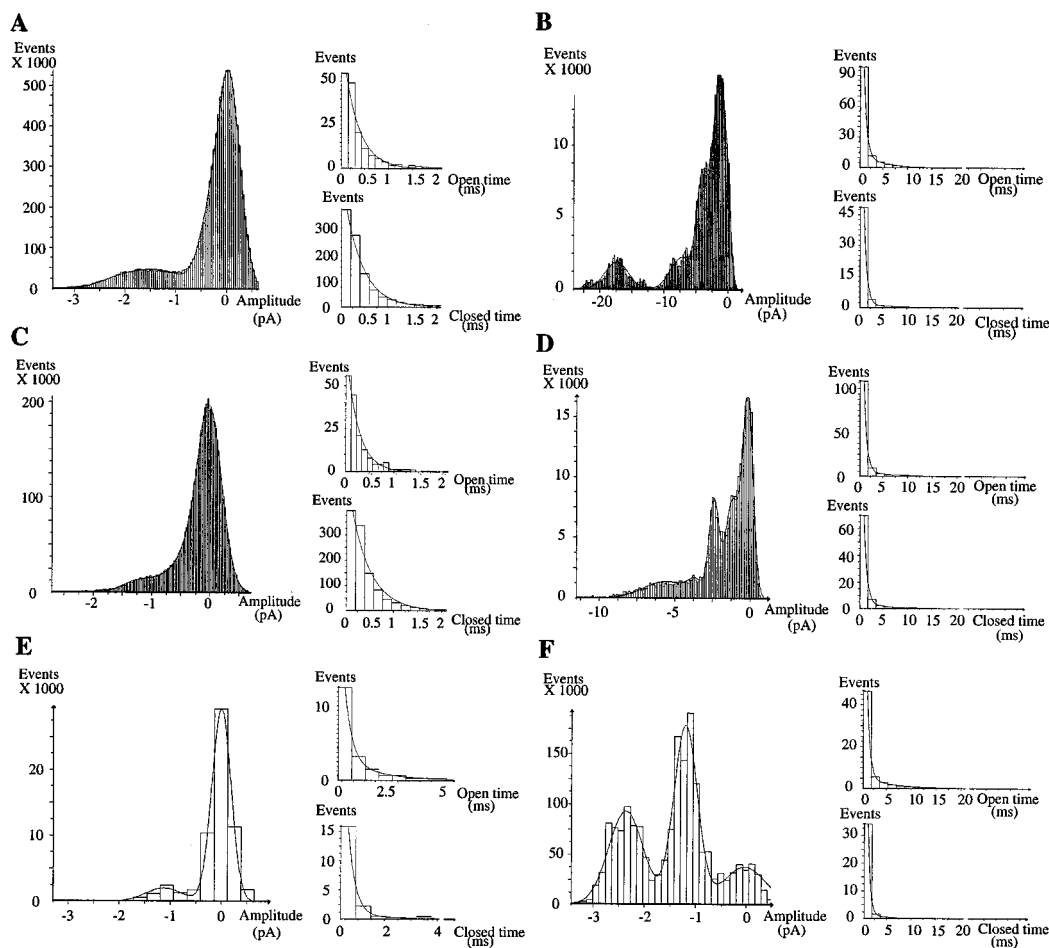 A
Events
X 1000
500
400
300
200
100
0
-3
-2
-1
0
Amplitude
(pA)
Events
50
25
0
0 0.5 1 1.5 2 Open time
(ms)
Events
300
200
100
0
0 0.5 1 1.5 2 Closed time
(ms)
B
Events
X 1000
10
5
0
-20
-10
0
Amplitude
(pA)
Events
90
60
30
0
0 5 10 15 20 Open time
(ms)
Events
45
30
15
0
0 5 10 15 20 Closed time
(ms)
C
Events
X 1000
200
100
0
-2
-1
0
Amplitude
(pA)
Events
50
25
0
0 0.5 1 1.5 2 Open time
(ms)
Events
300
200
100
0
0 0.5 1 1.5 2 Closed time
(ms)
D
Events
X 1000
15
10
5
0
-10
-5
0
Amplitude
(pA)
Events
100
50
0
0 5 10 15 20 Open time
(ms)
Events
60
40
20
0
0 5 10 15 20 Closed time
(ms)
E
Events
X 1000
20
10
0
-3
-2
-1
0
Amplitude
(pA)
Events
10
5
0
0 2.5 5 Open time
(ms)
Events
15
10
5
0
0 2 4 Closed time
(ms)
F
Events
X 1000
150
100
50
0
-3
-2
-1
0
Amplitude
(pA)
Events
40
20
0
0 5 10 15 20 Open time
(ms)
Events
30
20
10
0
0 5 10 15 20 Closed time
(ms)